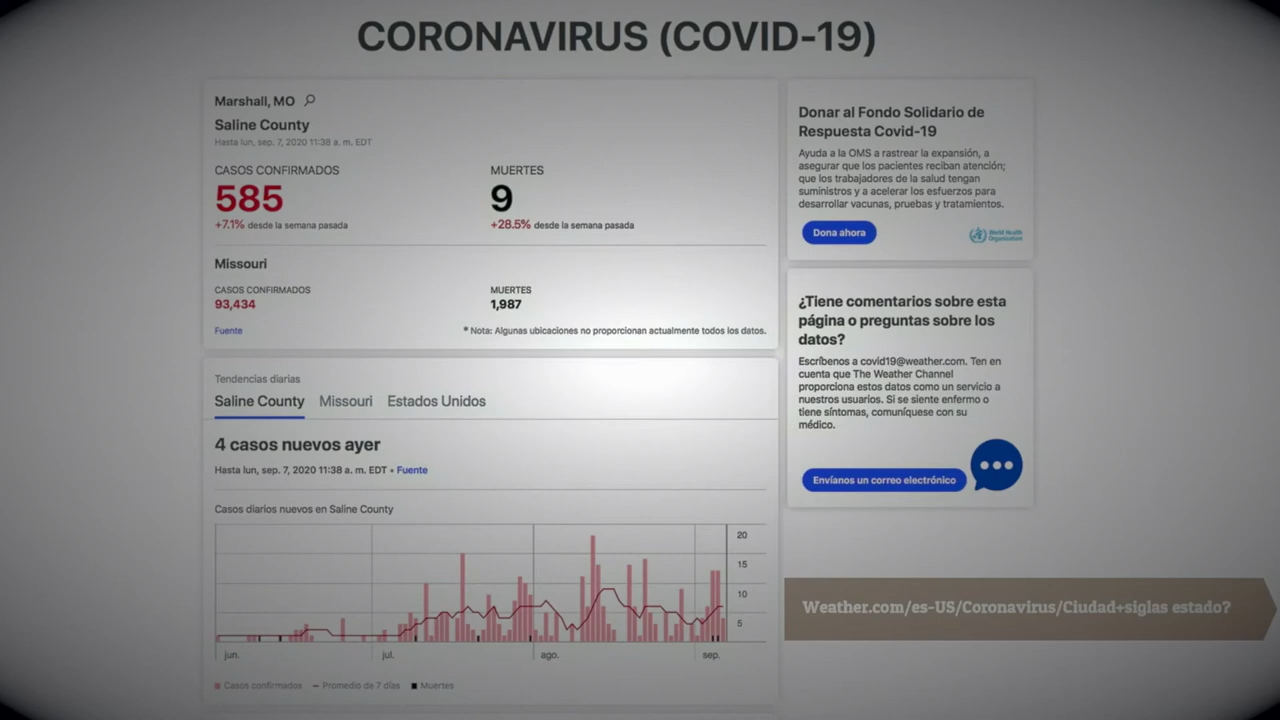 CORONAVIRUS (COVID-19)
Marshall, MO
Saline County
Hasta lun, sep. 7, 2020 11:38 a. m. EDT
CASOS CONFIRMADOS
585
+7.1% desde la semana pasada
MUERTES
9
+28.5% desde la semana pasada
Missouri
CASOS CONFIRMADOS
93,434
MUERTES
1,987
Fuente
* Nota: Algunas ubicaciones no proporcionan actualmente todos los datos.
Tendencias diarias
Saline County Missouri Estados Unidos
4 casos nuevos ayer
Hasta lun, sep. 7, 2020 11:38 a. m. EDT • Fuente
Casos diarios nuevos en Saline County
20
15
10
5
jun. jul. ago. sep.
Casos confirmados Promedio de 7 días Muertes
Donar al Fondo Solidario de
Respuesta Covid-19
Ayuda a la OMS a rastrear la expansión, a
asegurar que los pacientes reciban atención;
que los trabajadores de la salud tengan
suministros y a acelerar los esfuerzos para
desarrollar vacunas, pruebas y tratamientos.
Dona ahora
World Health
Organization
¿Tiene comentarios sobre esta
página o preguntas sobre los
datos?
Escríbenos a covid19@weather.com. Ten en
cuenta que The Weather Channel
proporciona estos datos como un servicio a
nuestros usuarios. Si se siente enfermo o
tiene síntomas, comuníquese con su
médico.
Envíanos un correo electrónico
Weather.com/es-US/Coronavirus/Ciudad+siglas estado?